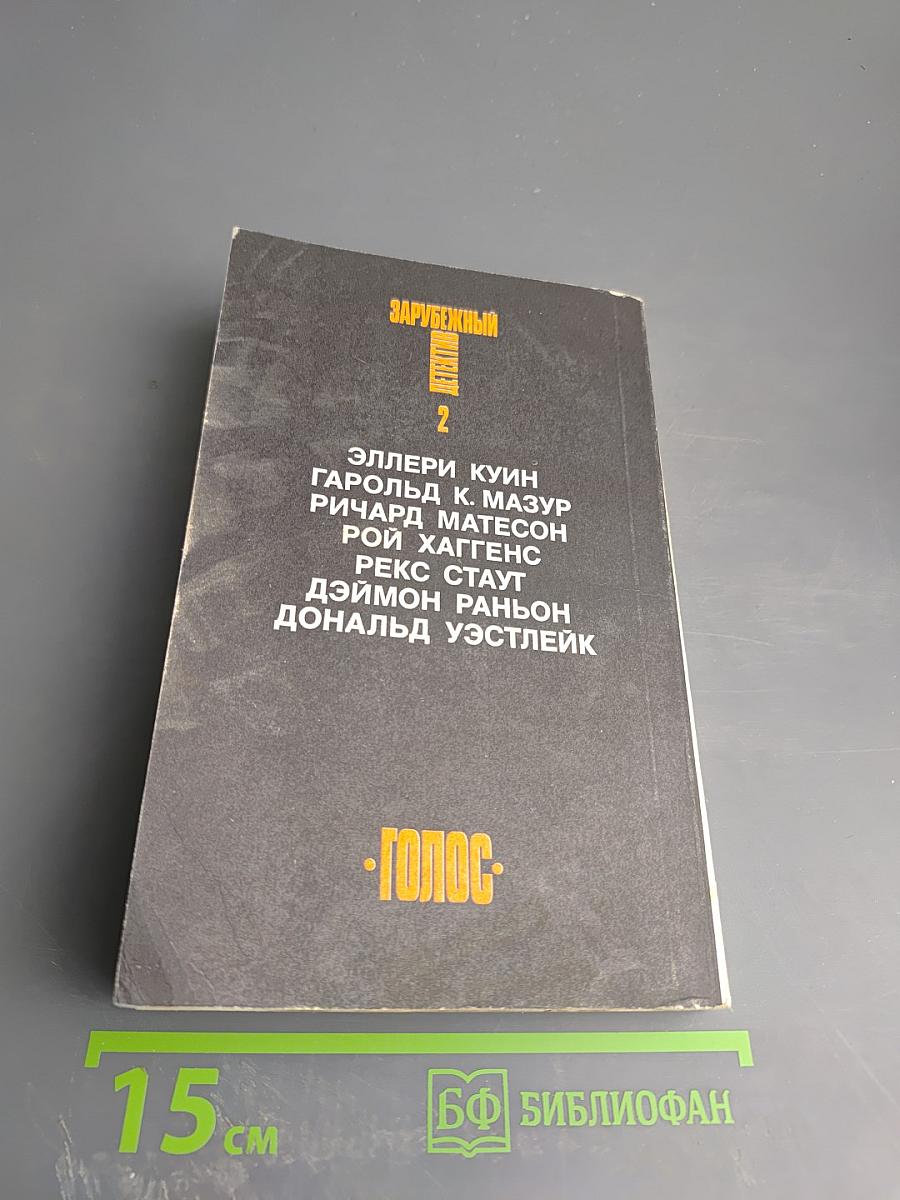 ЗАРУБЕЖНЫЙ
ДЕТЕКТИВ
2
ЭЛЛЕРИ КУИН
ГАРОЛЬД К. МАЗУР
РИЧАРД МАТЕСОН
РОЙ ХАГГЕНС
РЕКС СТАУТ
ДЭЙМОН РАНЬОН
ДОНАЛЬД УЭСТЛЕЙК
·ГОЛОС·
15 см
БФ БИБЛИОФАН